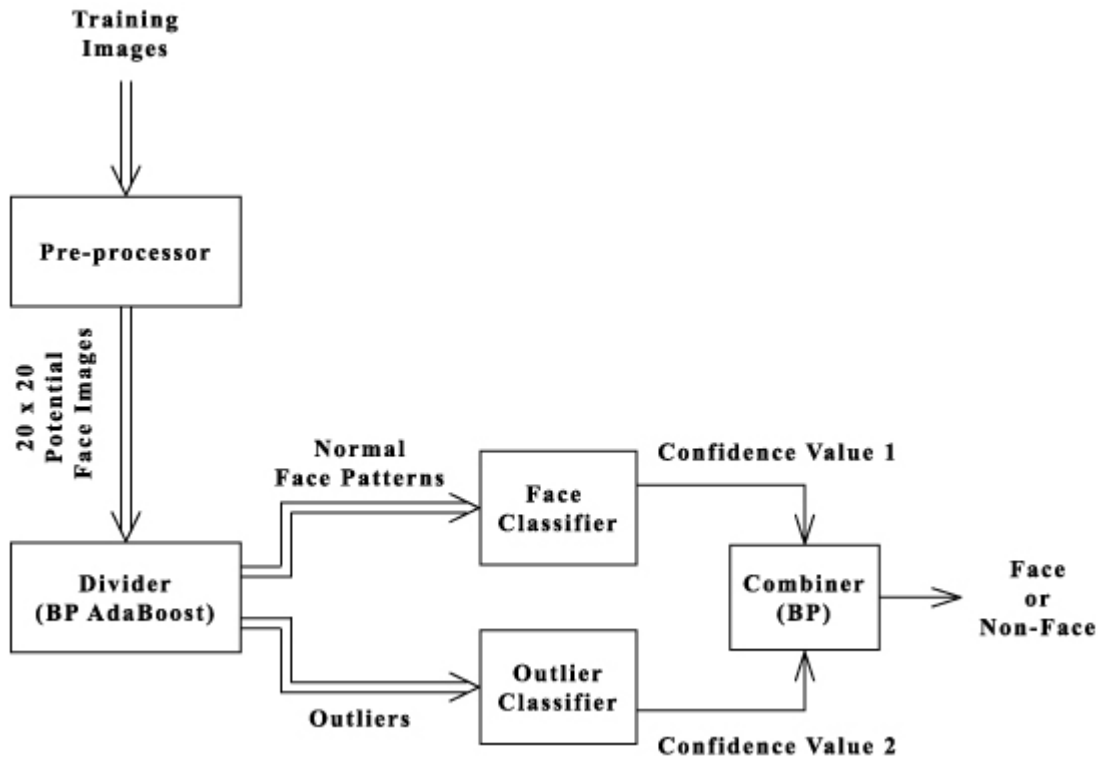 Training
Images
Pre-processor
20 x 20
Potential
Face Images
Normal
Face Patterns
Face
Classifier
Confidence Value 1
Divider
(BP AdaBoost)
Combiner
(BP)
Face
or
Non-Face
Outlier
Classifier
Outliers
Confidence Value 2